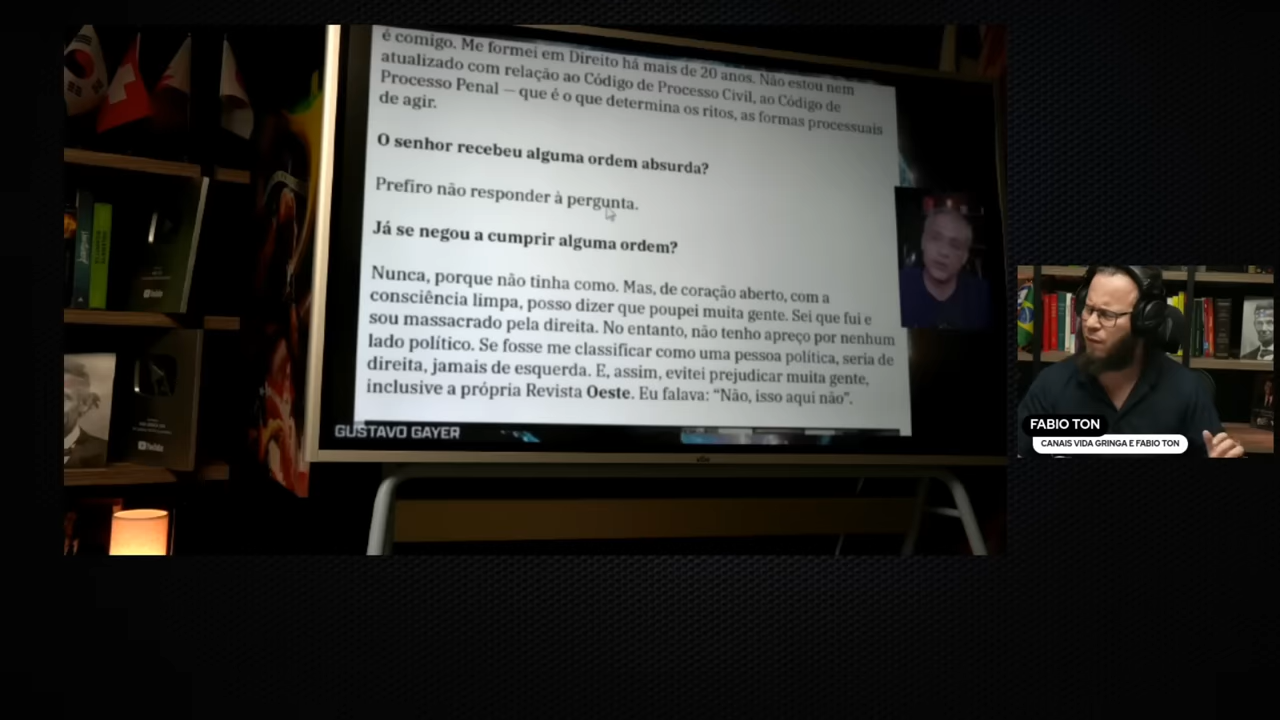 é comigo. Me formei em Direito há mais de 20 anos. Não estou nem
atualizado com relação ao Código de Processo Civil, ao Código de
Processo Penal — que é o que determina os ritos, as formas processuais
de agir.
O senhor recebeu alguma ordem absurda?
Prefiro não responder à pergunta.
Já se negou a cumprir alguma ordem?
Nunca, porque não tinha como. Mas, de coração aberto, com a
consciência limpa, posso dizer que poupei muita gente. Sei que fui e
sou massacrado pela direita. No entanto, não tenho apreço por nenhum
lado político. Se fosse me classificar como uma pessoa política, seria de
direita, jamais de esquerda. E, assim, evitei prejudicar muita gente,
inclusive a própria Revista Oeste. Eu falava: “Não, isso aqui não”.
GUSTAVO GAYER
YouTube
YouTube
FABIO TON
CANAIS VIDA GRINGA E FABIO TON